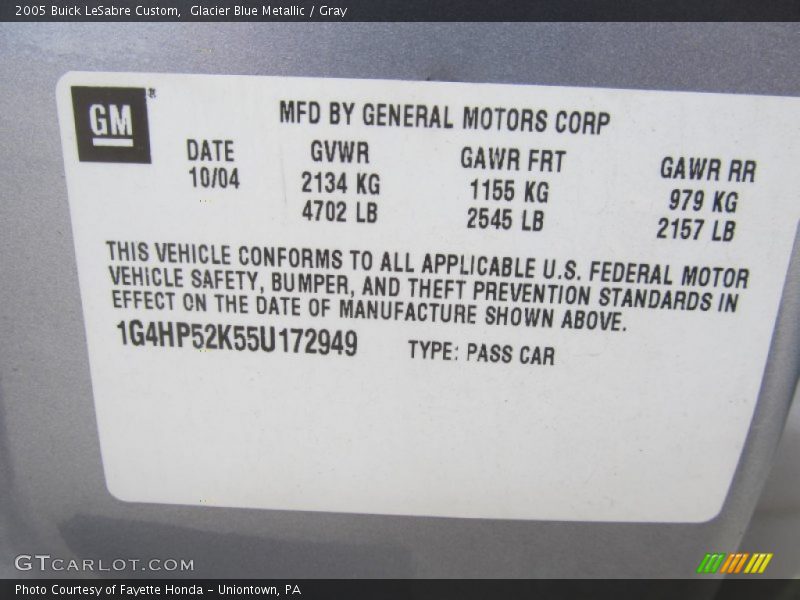 2005 Buick LeSabre Custom,  Glacier Blue Metallic / Gray
GM®
MFD BY GENERAL MOTORS CORP
DATE GVWR GAWR FRT GAWR RR
10/04 2134 KG 1155 KG 979 KG
4702 LB 2545 LB 2157 LB
THIS VEHICLE CONFORMS TO ALL APPLICABLE U.S. FEDERAL MOTOR
VEHICLE SAFETY, BUMPER, AND THEFT PREVENTION STANDARDS IN
EFFECT ON THE DATE OF MANUFACTURE SHOWN ABOVE.
1G4HP52K55U172949 TYPE: PASS CAR
GTCARLOT.COM
Photo Courtesy of Fayette Honda - Uniontown, PA